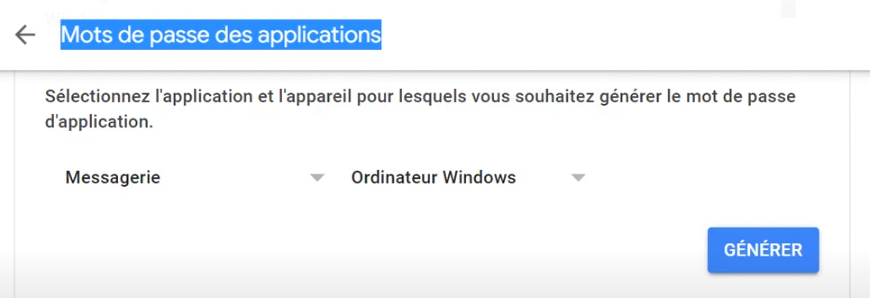 Mots de passe des applications
Sélectionnez l'application et l'appareil pour lesquels vous souhaitez générer le mot de passe
d'application.
Messagerie Ordinateur Windows
GÉNÉRER